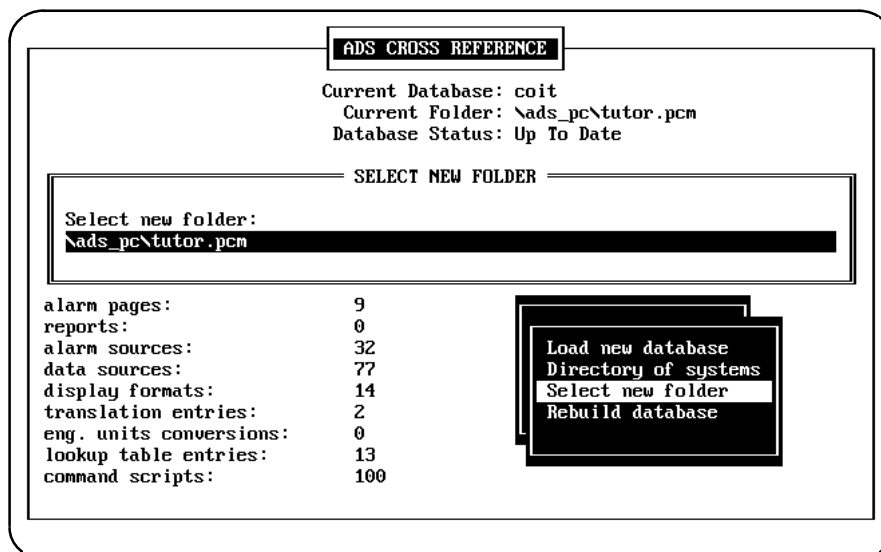 ADS CROSS REFERENCE
Current Database: coit
Current Folder: \ads_pc\tutor.pcm
Database Status: Up To Date
SELECT NEW FOLDER
Select new folder:
\ads_pc\tutor.pcm
alarm pages: 9
reports: 0
alarm sources: 32
data sources: 77
display formats: 14
translation entries: 2
eng. units conversions: 0
lookup table entries: 13
command scripts: 100
Load new database
Directory of systems
Select new folder
Rebuild database